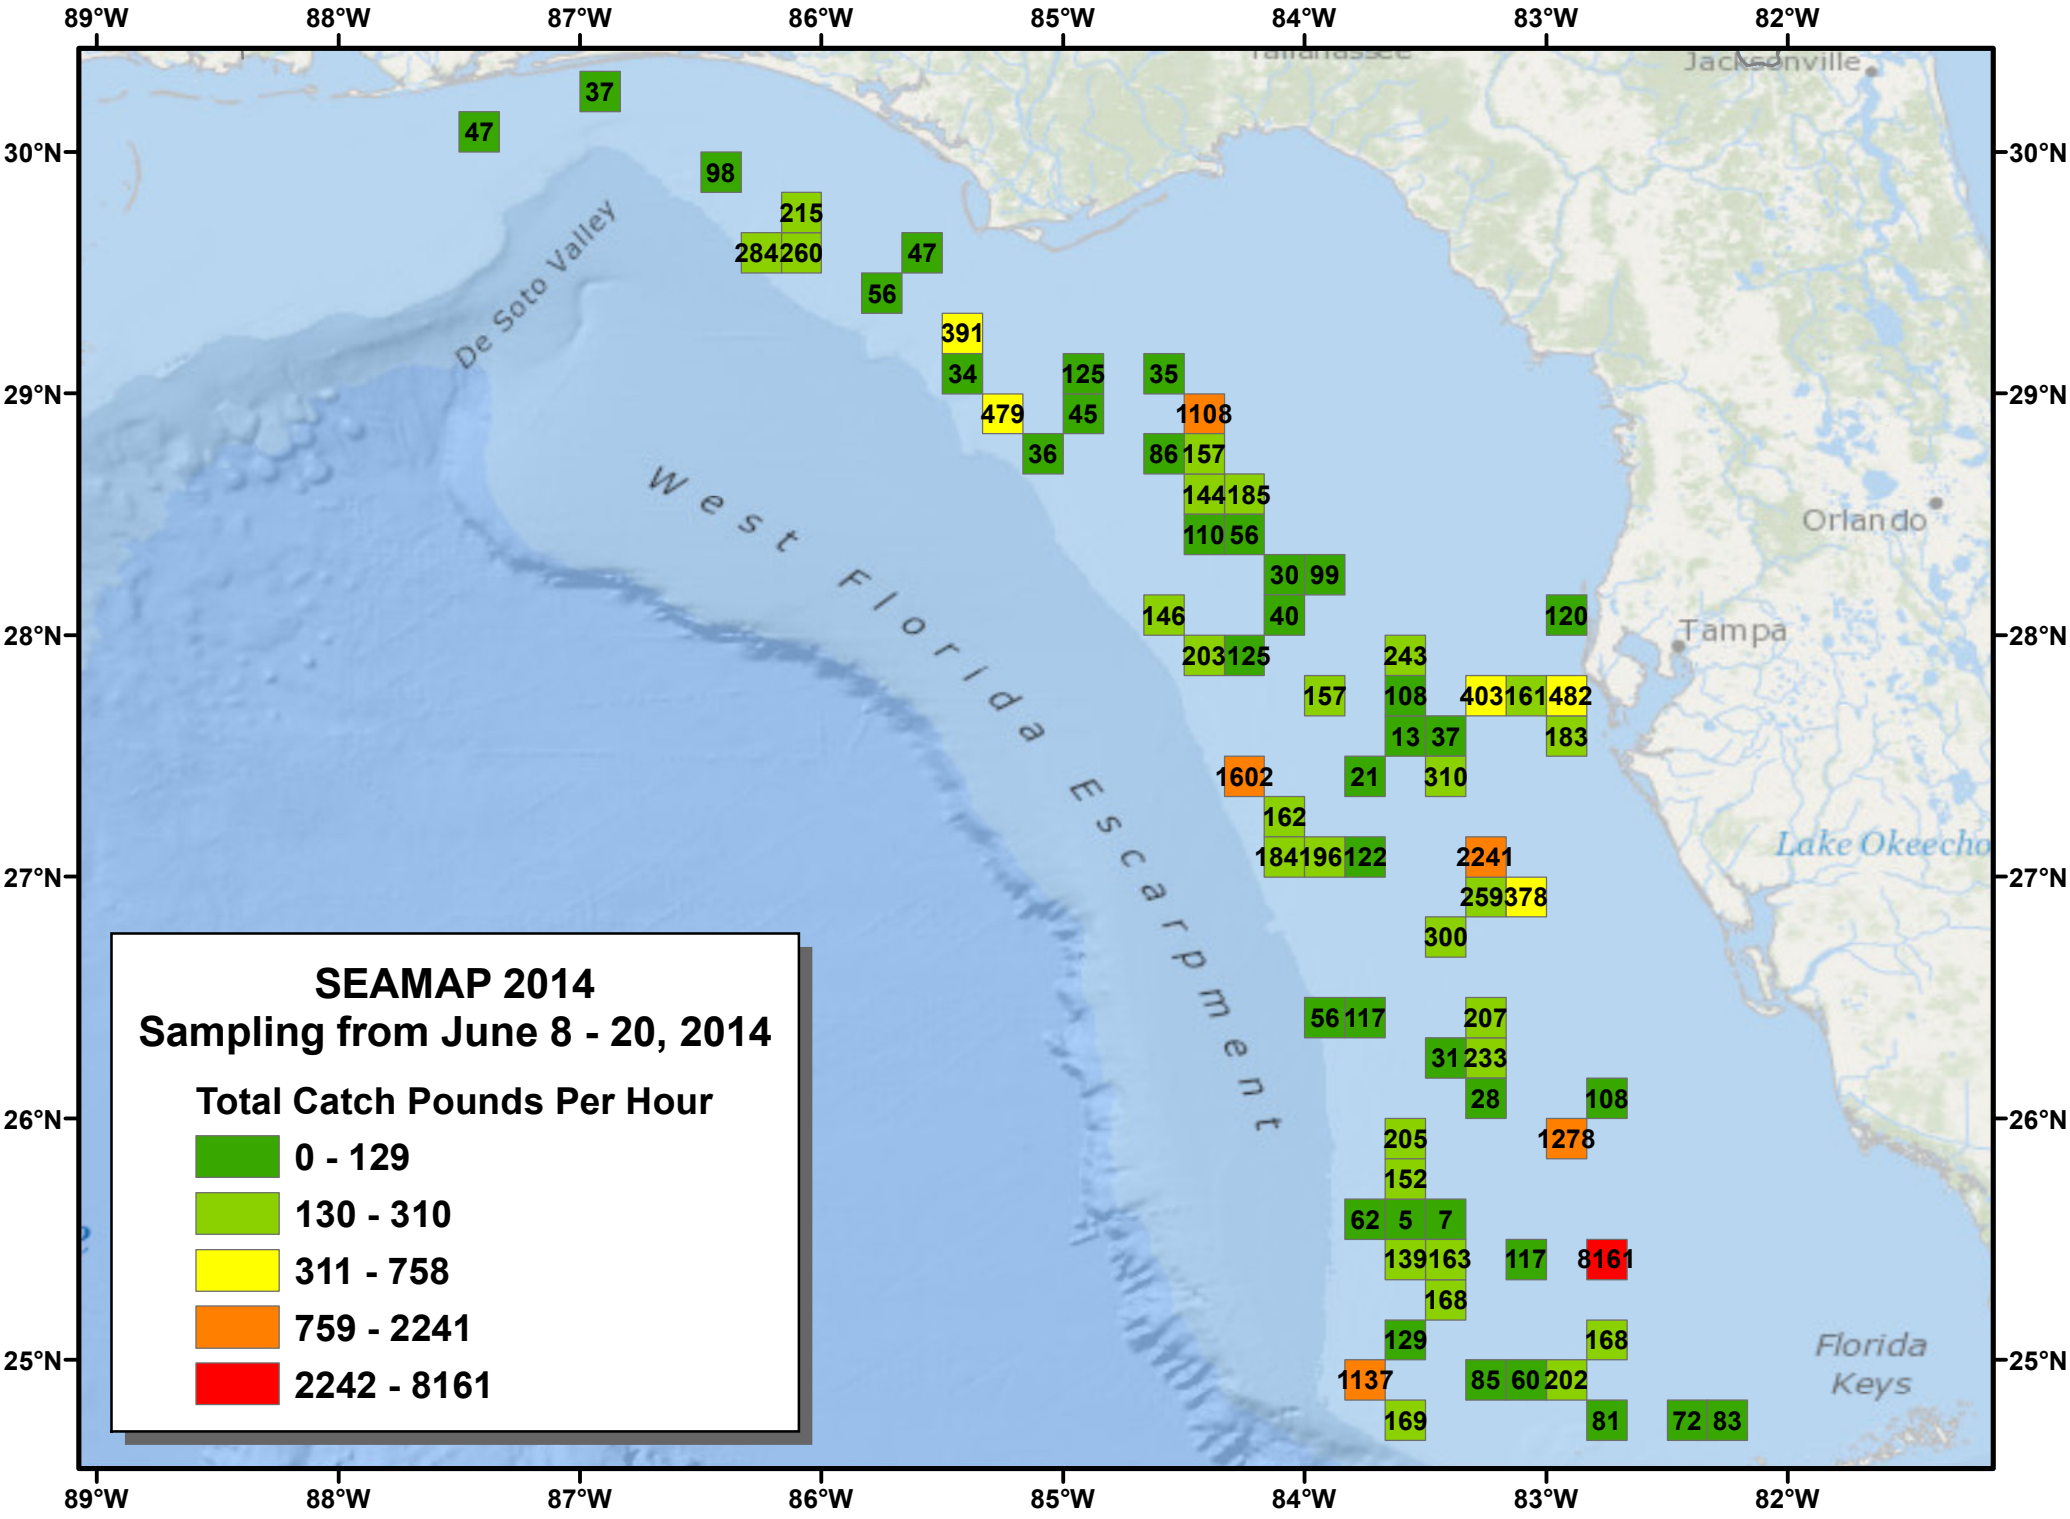 89°W 88°W 87°W 86°W 85°W 84°W 83°W 82°W
Tallahassee
Jacksonville
37
47
30°N 30°N
98
215
284 260 47
56
De Soto Valley
391
34 125 35
29°N 29°N
479 45 1108
36 86 157
144 185
110 56
Orlando
30 99
146 40 120
28°N Tampa 28°N
203 125 243
157 108 403 161 482
13 37 183
1602 21 310
162
Lake Okeecho
184 196 122 2241
27°N 27°N
259 378
300
West Florida Escarpment
56 117 207
31 233
28 108
26°N 26°N
205 1278
152
62 5 7
139 163 117 8161
168
129 168
Florida
Keys
25°N 25°N
1137 85 60 202
169 81 72 83
SEAMAP 2014
Sampling from June 8 - 20, 2014
Total Catch Pounds Per Hour
0 - 129
130 - 310
311 - 758
759 - 2241
2242 - 8161
89°W 88°W 87°W 86°W 85°W 84°W 83°W 82°W